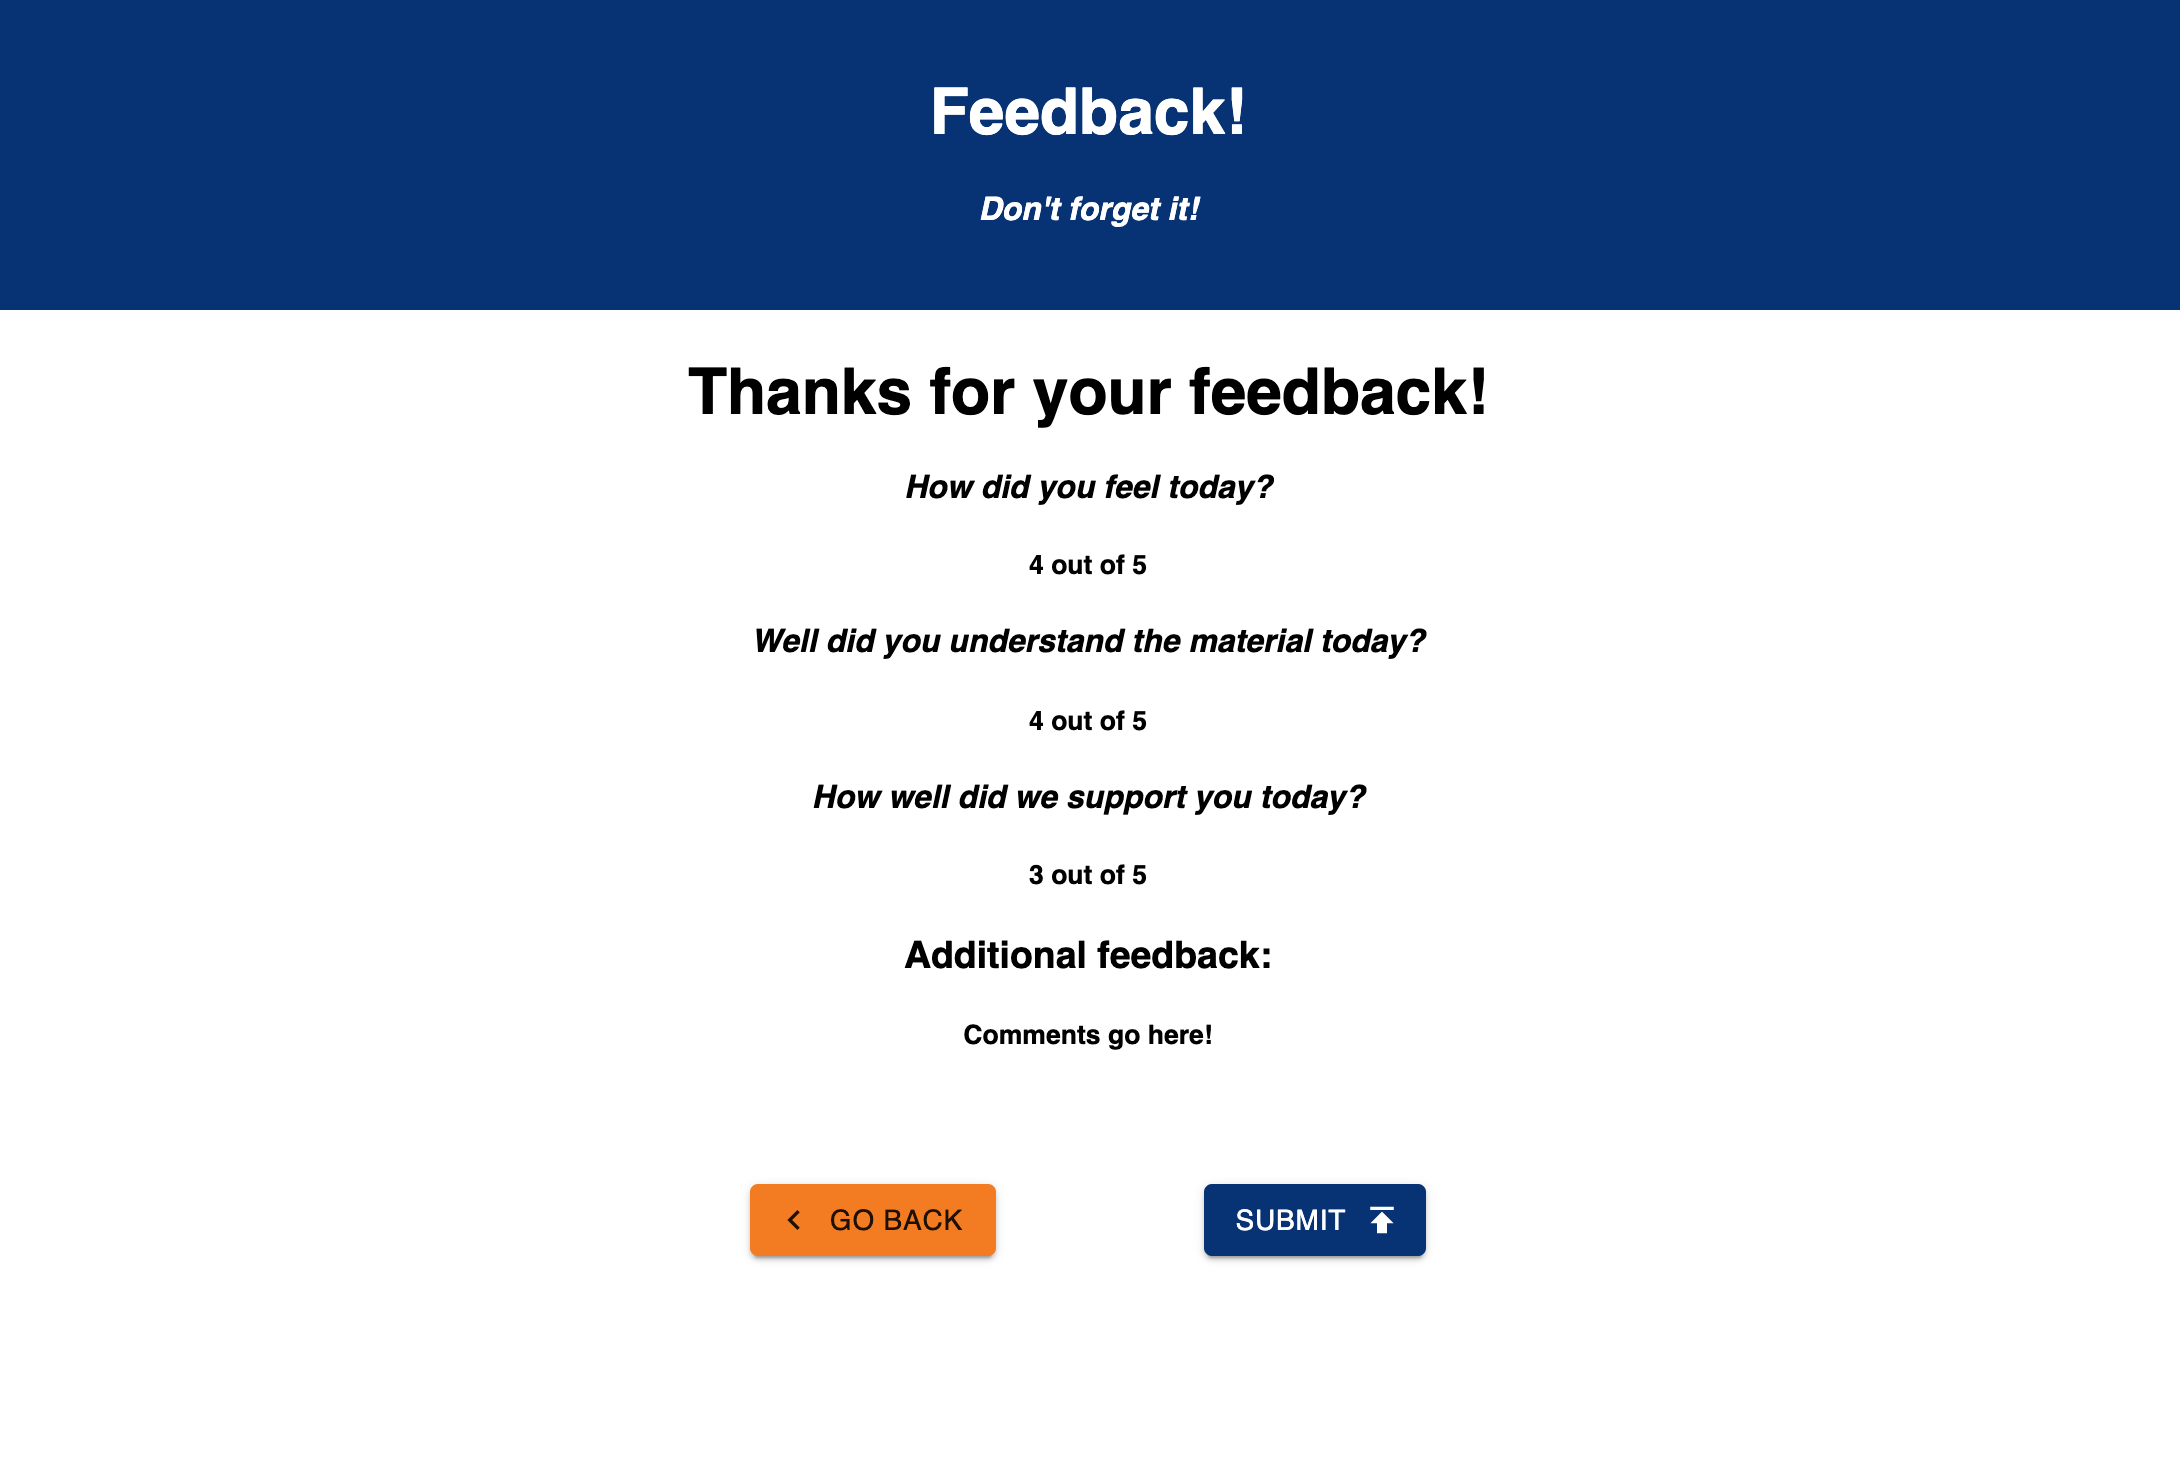 Feedback!
Don't forget it!
Thanks for your feedback!
How did you feel today?
4 out of 5
Well did you understand the material today?
4 out of 5
How well did we support you today?
3 out of 5
Additional feedback:
Comments go here!
GO BACK
SUBMIT